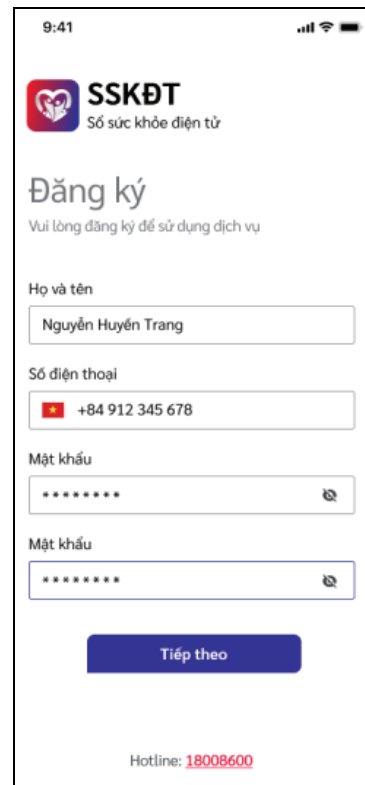 9:41
SSKĐT
Sổ sức khỏe điện tử
Đăng ký
Vui lòng đăng ký để sử dụng dịch vụ
Họ và tên
Nguyễn Huyền Trang
Số điện thoại
+84 912 345 678
Mật khẩu
********
Mật khẩu
********
Tiếp theo
Hotline: 18008600